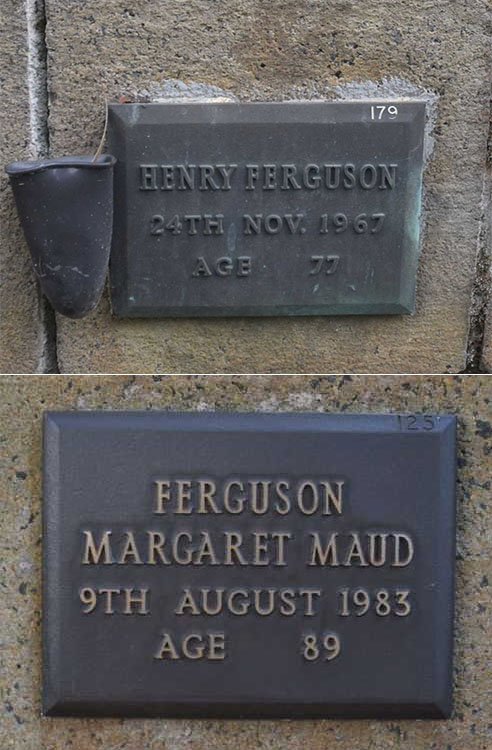 179
HENRY FERGUSON
24TH NOV. 1967
AGE 77
125
FERGUSON
MARGARET MAUD
9TH AUGUST 1983
AGE 89